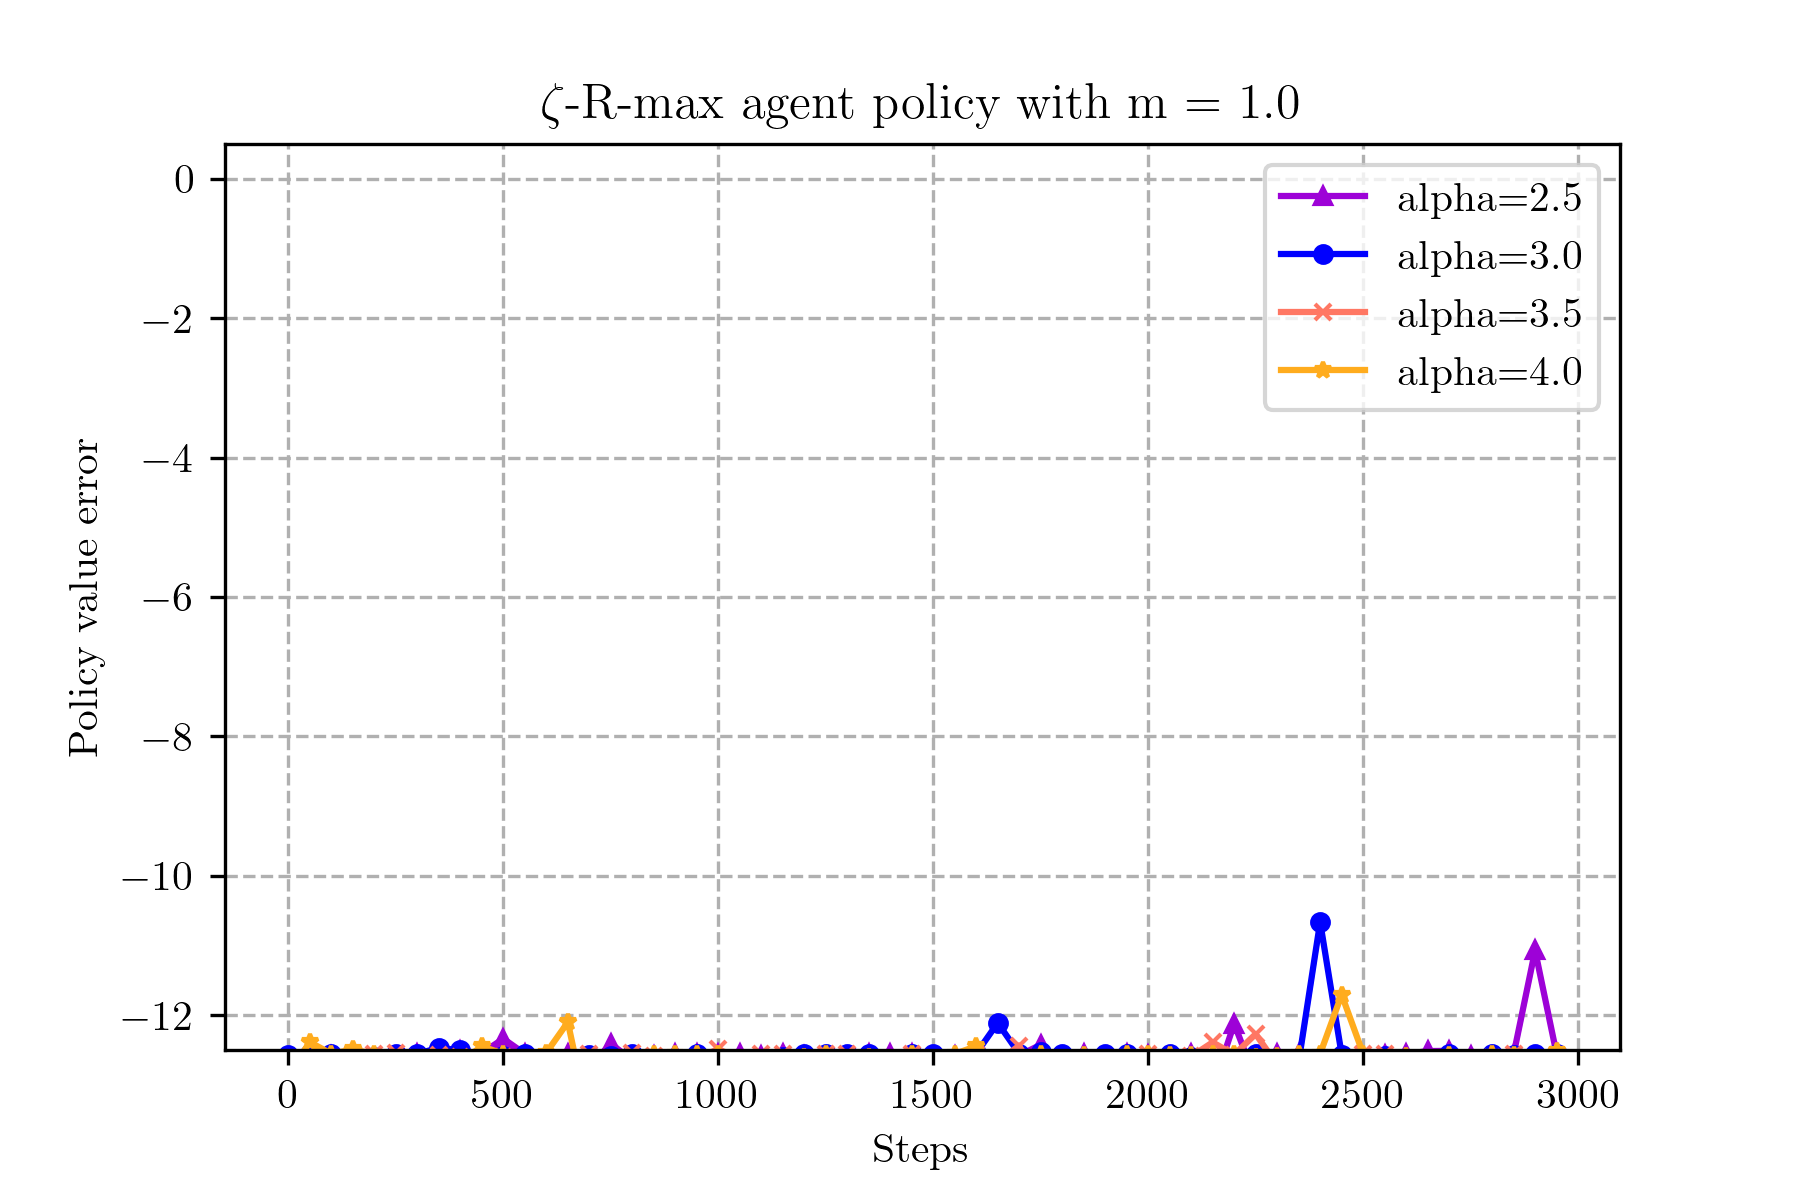 ζ-R-max agent policy with m = 1.0
0
−2
−4
−6
−8
−10
−12
Policy value error
alpha=2.5
alpha=3.0
alpha=3.5
alpha=4.0
0 500 1000 1500 2000 2500 3000
Steps